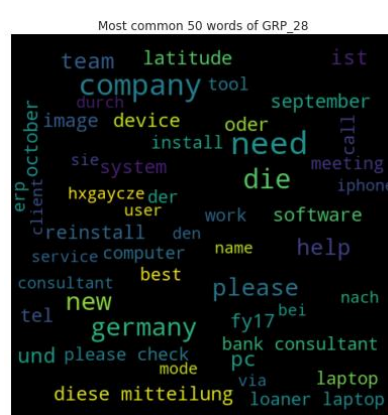 Most common 50 words of GRP_28
team latitude ist
company tool
durch september
image device oder
october install need call
sie system die meeting
erp hxgaycze der iphone
client user work software
reinstall den name help
service computer
consultant best please nach
new
tel germany fy17 bei
bank consultant
und please check pc
mode via laptop
diese mitteilung loaner laptop